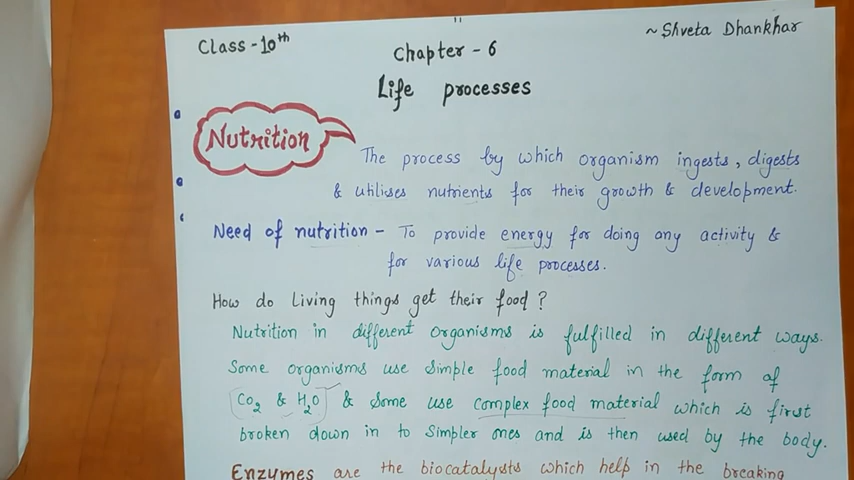 Class - 10th
~ Shveta Dhankhar
Chapter - 6
Life processes
Nutrition
The process by which organism ingests, digests
& utilises nutrients for their growth & development.
Need of nutrition - To provide energy for doing any activity &
for various life processes.
How do Living things get their food ?
Nutrition in different organisms is fulfilled in different ways.
Some organisms use simple food material in the form of
Co2 & H2O & some use complex food material which is first
broken down in to simpler ones and is then used by the body.
Enzymes are the biocatalysts which help in the breaking